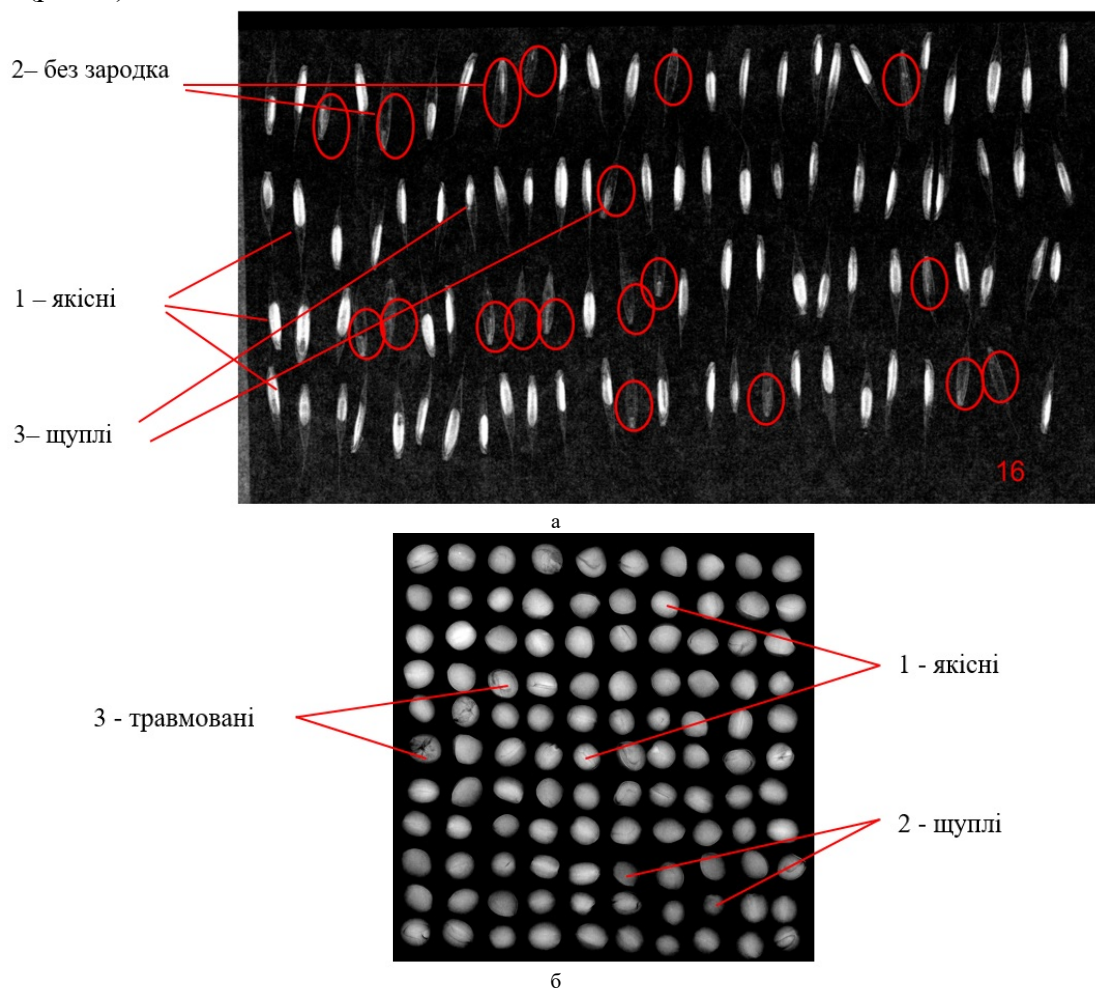 2– без зародка
1 – якісні
3– щуплі
16
а
1 - якісні
3 - травмовані
2 - щуплі
б